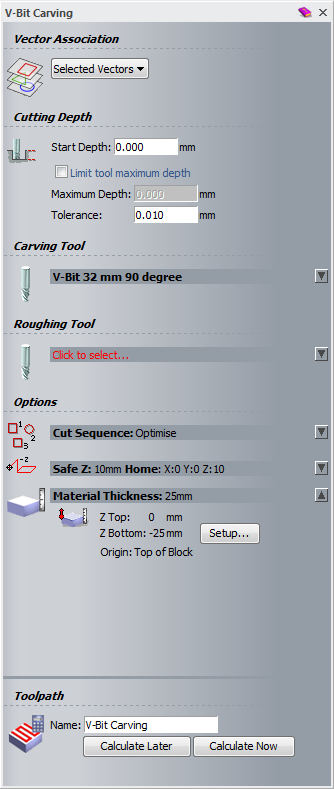 V-Bit Carving
Vector Association
Selected Vectors
Cutting Depth
Start Depth: 0.000 mm
Limit tool maximum depth
Maximum Depth: 0.000 mm
Tolerance: 0.010 mm
Carving Tool
V-Bit 32 mm 90 degree
Roughing Tool
Click to select...
Options
Cut Sequence: Optimise
Safe Z: 10mm Home: X:0 Y:0 Z:10
Material Thickness: 25mm
Z Top: 0 mm
Z Bottom: -25 mm
Setup...
Origin: Top of Block
Toolpath
Name: V-Bit Carving
Calculate Later Calculate Now